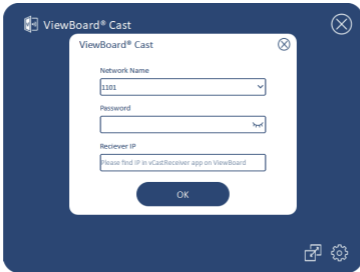 ViewBoard® Cast
ViewBoard® Cast
Network Name
1101
Password
Reciever IP
Please find IP in vCastReceiver app on ViewBoard
OK